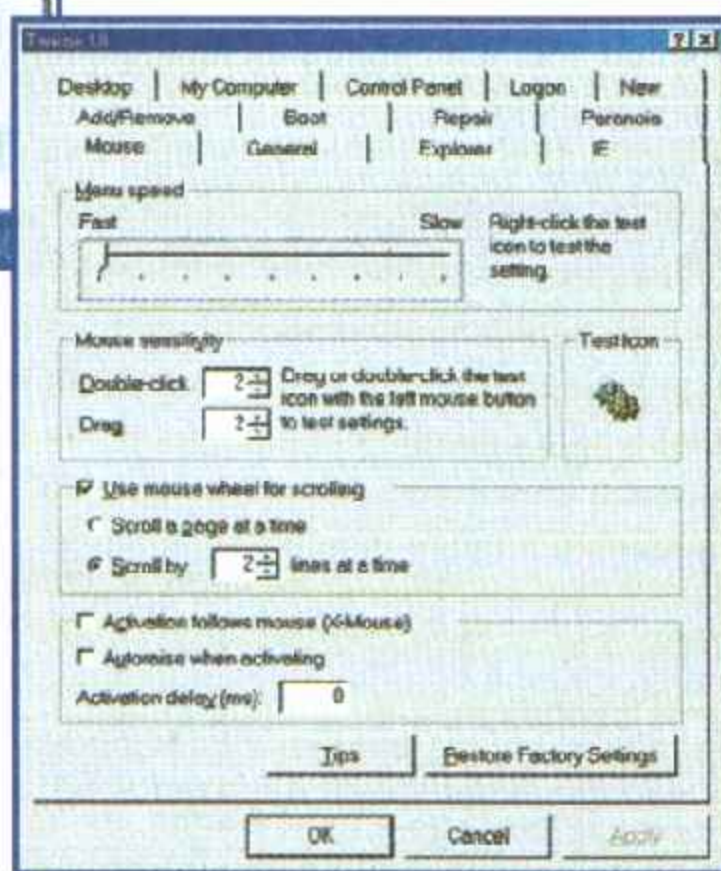 Tweak UI
Desktop My Computer Control Panel Logon New
Add/Remove Boot Repair Paranoia
Mouse General Explorer IE
Menu speed
Fast Slow
Right-click the test
icon to test the
setting.
Mouse sensitivity
Double-click 2
Drag 2
Drag or double-click the test
icon with the left mouse button
to test settings.
Test Icon
Use mouse wheel for scrolling
Scroll a page at a time
Scroll by 2 lines at a time
Activation follows mouse (X-Mouse)
Autoraise when activating
Activation delay (ms): 0
Tips Restore Factory Settings
OK Cancel Apply